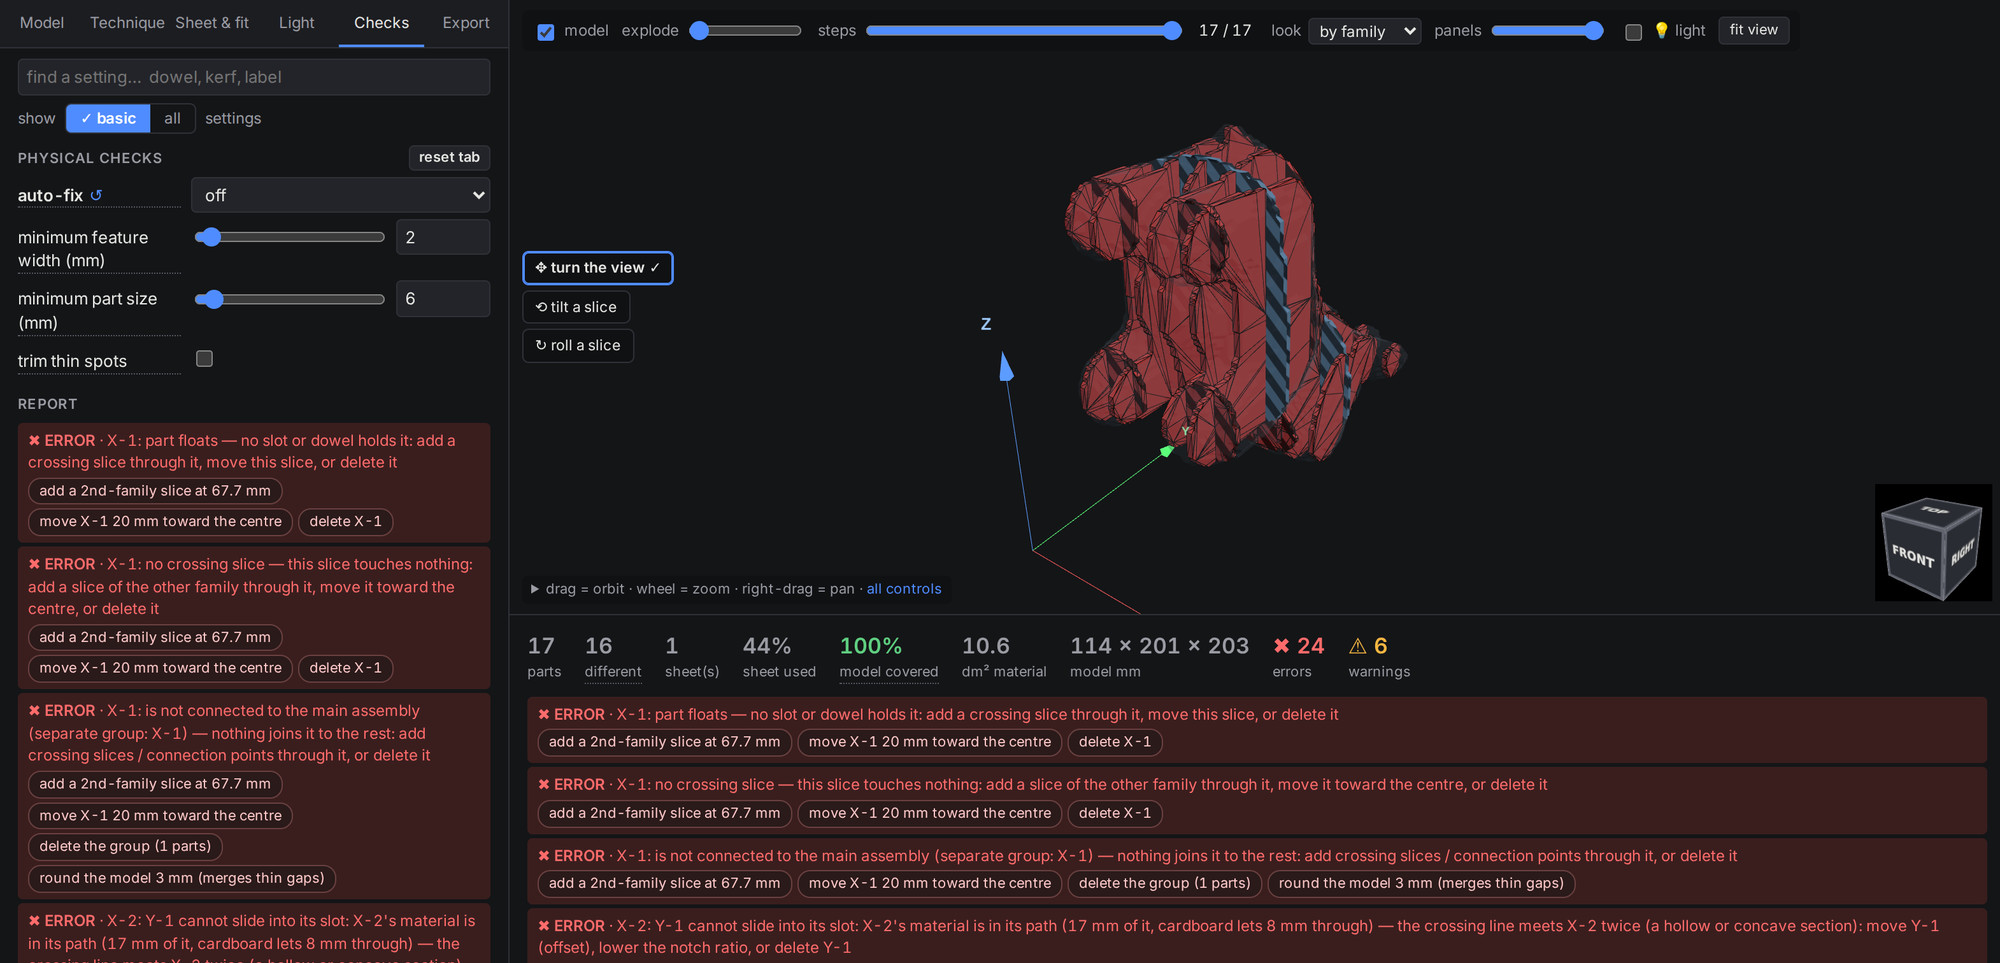 Model Technique Sheet & fit Light Checks Export
find a setting... dowel, kerf, label
show ✓ basic all settings
PHYSICAL CHECKS reset tab
auto-fix ↺ off
minimum feature width (mm) 2
minimum part size (mm) 6
trim thin spots
REPORT
✖ ERROR · X-1: part floats — no slot or dowel holds it: add a
crossing slice through it, move this slice, or delete it
add a 2nd-family slice at 67.7 mm
move X-1 20 mm toward the centre delete X-1
✖ ERROR · X-1: no crossing slice — this slice touches nothing:
add a slice of the other family through it, move it toward the
centre, or delete it
add a 2nd-family slice at 67.7 mm
move X-1 20 mm toward the centre delete X-1
✖ ERROR · X-1: is not connected to the main assembly
(separate group: X-1) — nothing joins it to the rest: add
crossing slices / connection points through it, or delete it
add a 2nd-family slice at 67.7 mm
move X-1 20 mm toward the centre
delete the group (1 parts)
round the model 3 mm (merges thin gaps)
✖ ERROR · X-2: Y-1 cannot slide into its slot: X-2's material is
in its path (17 mm of it, cardboard lets 8 mm through) — the
model explode steps 17 / 17 look by family panels 💡 light fit view
✥ turn the view ✓
⟲ tilt a slice
↻ roll a slice
Z
Y
TOP
FRONT
RIGHT
▶ drag = orbit · wheel = zoom · right-drag = pan · all controls
17 16 1 44% 100% 10.6 114 × 201 × 203 ✖ 24 ⚠ 6
parts different sheet(s) sheet used model covered dm² material model mm errors warnings
✖ ERROR · X-1: part floats — no slot or dowel holds it: add a crossing slice through it, move this slice, or delete it
add a 2nd-family slice at 67.7 mm move X-1 20 mm toward the centre delete X-1
✖ ERROR · X-1: no crossing slice — this slice touches nothing: add a slice of the other family through it, move it toward the centre, or delete it
add a 2nd-family slice at 67.7 mm move X-1 20 mm toward the centre delete X-1
✖ ERROR · X-1: is not connected to the main assembly (separate group: X-1) — nothing joins it to the rest: add crossing slices / connection points through it, or delete it
add a 2nd-family slice at 67.7 mm move X-1 20 mm toward the centre delete the group (1 parts) round the model 3 mm (merges thin gaps)
✖ ERROR · X-2: Y-1 cannot slide into its slot: X-2's material is in its path (17 mm of it, cardboard lets 8 mm through) — the crossing line meets X-2 twice (a hollow or concave section): move Y-1
(offset), lower the notch ratio, or delete Y-1